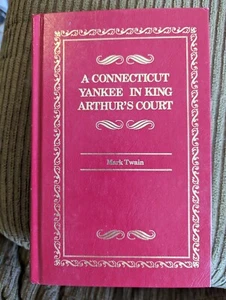 A CONNECTICUT
YANKEE IN KING
ARTHUR'S COURT
Mark Twain